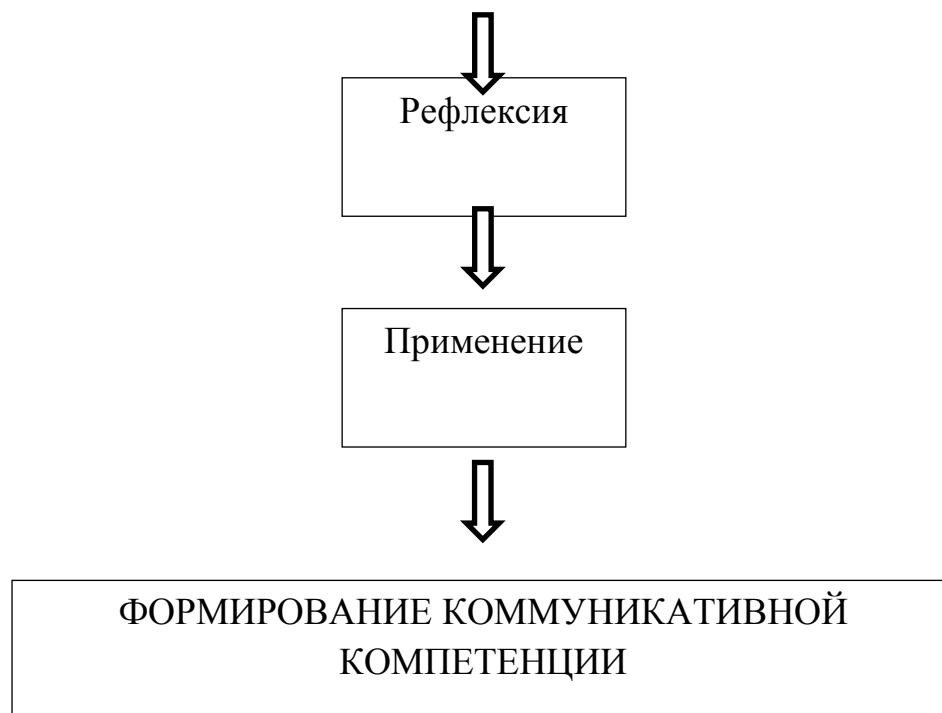 Рефлексия
Применение
ФОРМИРОВАНИЕ КОММУНИКАТИВНОЙ
КОМПЕТЕНЦИИ